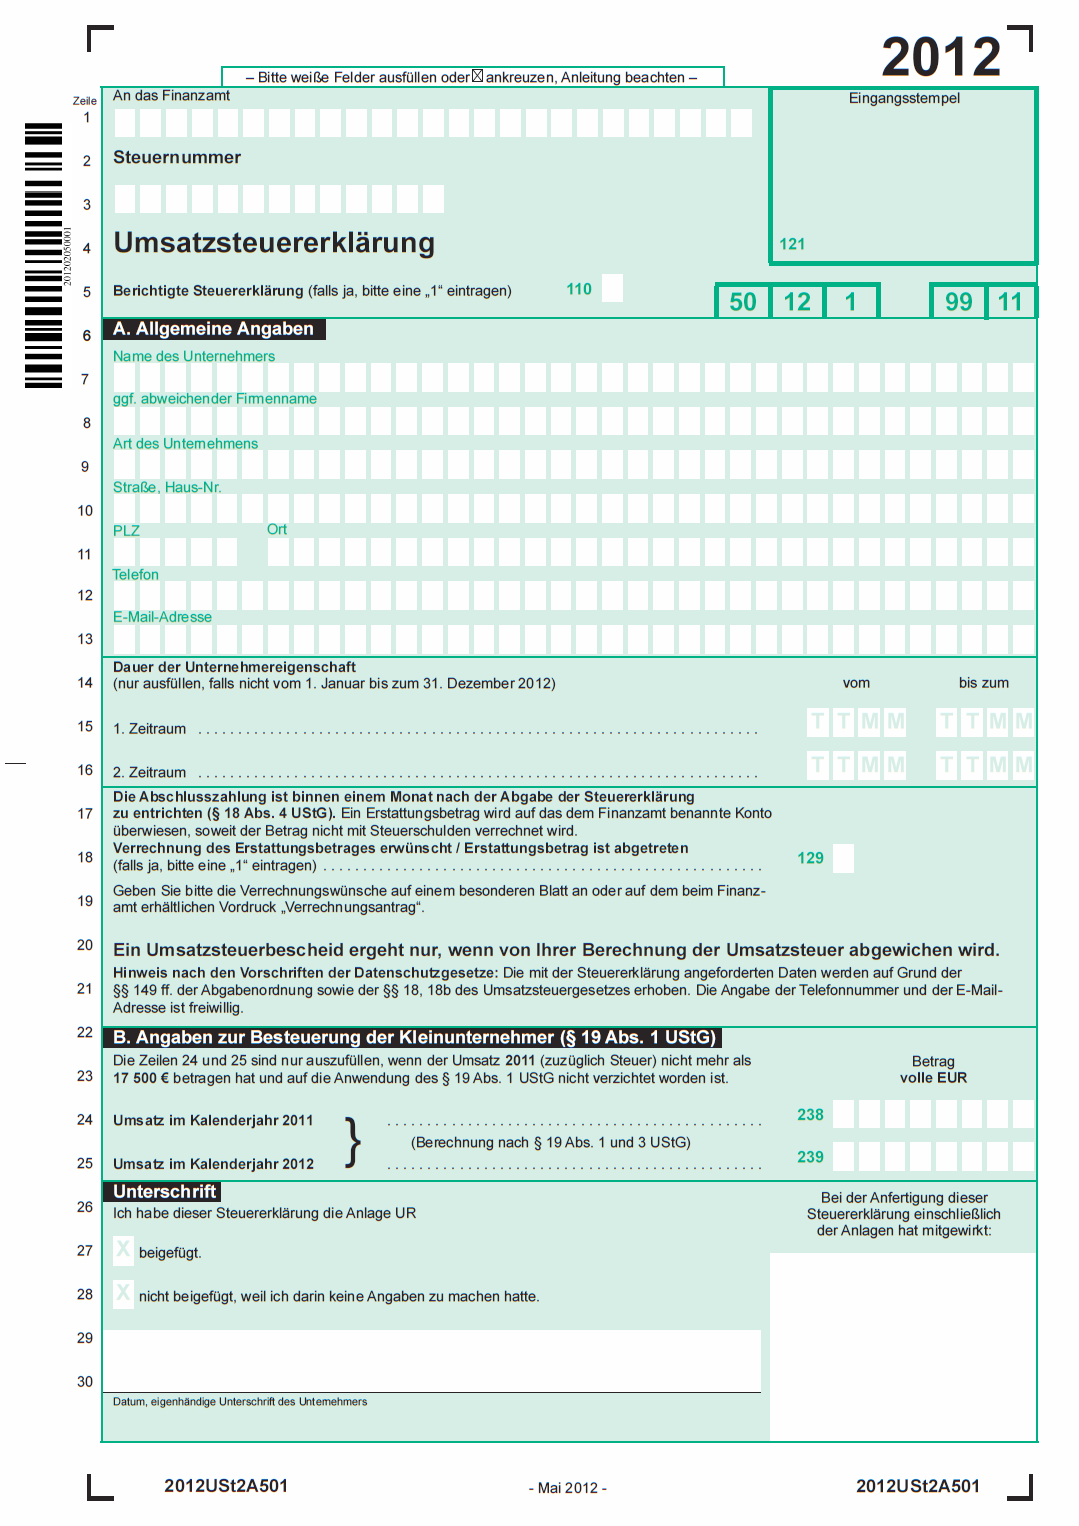 2012
– Bitte weiße Felder ausfüllen oder ☒ ankreuzen, Anleitung beachten –
Zeile
An das Finanzamt
Eingangsstempel
1
2 Steuernummer
3
201202050001
4 Umsatzsteuererklärung
121
5 Berichtigte Steuererklärung (falls ja, bitte eine „1“ eintragen) 110
50 12 1 99 11
6 A. Allgemeine Angaben
Name des Unternehmers
7
ggf. abweichender Firmenname
8
Art des Unternehmens
9
Straße, Haus-Nr.
10
PLZ Ort
11
Telefon
12
E-Mail-Adresse
13
Dauer der Unternehmereigenschaft
14 (nur ausfüllen, falls nicht vom 1. Januar bis zum 31. Dezember 2012) vom bis zum
15 1. Zeitraum T T M M T T M M
16 2. Zeitraum T T M M T T M M
Die Abschlusszahlung ist binnen einem Monat nach der Abgabe der Steuererklärung
17 zu entrichten (§ 18 Abs. 4 UStG). Ein Erstattungsbetrag wird auf das dem Finanzamt benannte Konto
überwiesen, soweit der Betrag nicht mit Steuerschulden verrechnet wird.
Verrechnung des Erstattungsbetrages erwünscht / Erstattungsbetrag ist abgetreten
18 (falls ja, bitte eine „1“ eintragen) 129
Geben Sie bitte die Verrechnungswünsche auf einem besonderen Blatt an oder auf dem beim Finanz-
19 amt erhältlichen Vordruck „Verrechnungsantrag“.
20 Ein Umsatzsteuerbescheid ergeht nur, wenn von Ihrer Berechnung der Umsatzsteuer abgewichen wird.
Hinweis nach den Vorschriften der Datenschutzgesetze: Die mit der Steuererklärung angeforderten Daten werden auf Grund der
21 §§ 149 ff. der Abgabenordnung sowie der §§ 18, 18b des Umsatzsteuergesetzes erhoben. Die Angabe der Telefonnummer und der E-Mail-
Adresse ist freiwillig.
22 B. Angaben zur Besteuerung der Kleinunternehmer (§ 19 Abs. 1 UStG)
Die Zeilen 24 und 25 sind nur auszufüllen, wenn der Umsatz 2011 (zuzüglich Steuer) nicht mehr als
Betrag
23 17 500 € betragen hat und auf die Anwendung des § 19 Abs. 1 UStG nicht verzichtet worden ist.
volle EUR
24 Umsatz im Kalenderjahr 2011 238
} (Berechnung nach § 19 Abs. 1 und 3 UStG)
25 Umsatz im Kalenderjahr 2012 239
Unterschrift
26 Ich habe dieser Steuererklärung die Anlage UR
Bei der Anfertigung dieser
Steuererklärung einschließlich
der Anlagen hat mitgewirkt:
27 X beigefügt.
28 X nicht beigefügt, weil ich darin keine Angaben zu machen hatte.
29
30
Datum, eigenhändige Unterschrift des Unternehmers
2012USt2A501 - Mai 2012 - 2012USt2A501